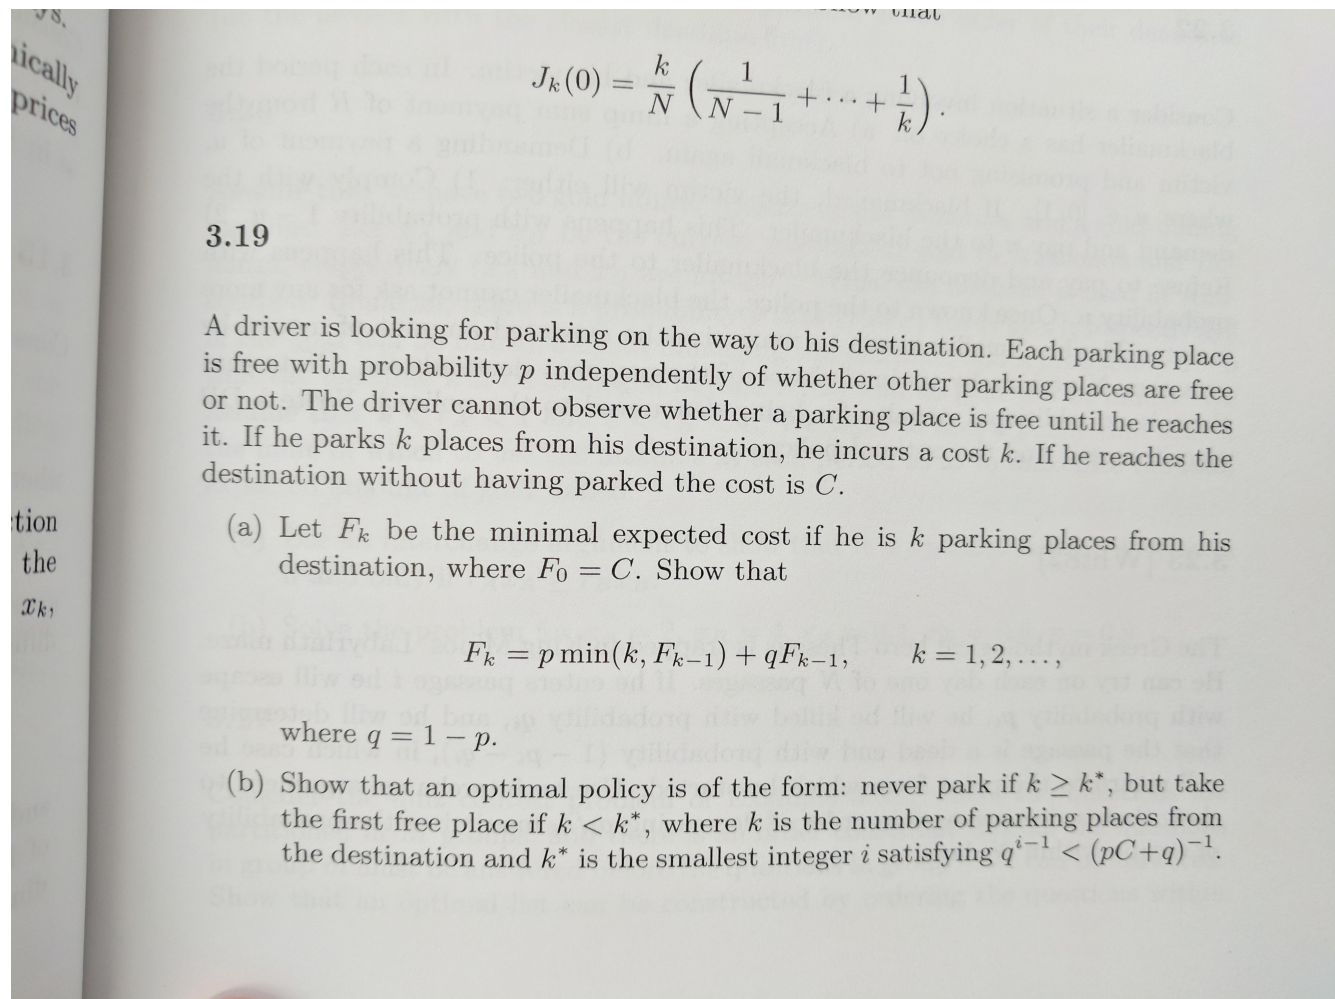 ys.
nically
prices
tion
the
x_k,
that
J_k(0) = \frac{k}{N} \left( \frac{1}{N-1} + \cdots + \frac{1}{k} \right).
3.19
A driver is looking for parking on the way to his destination. Each parking place
is free with probability p independently of whether other parking places are free
or not. The driver cannot observe whether a parking place is free until he reaches
it. If he parks k places from his destination, he incurs a cost k. If he reaches the
destination without having parked the cost is C.
(a) Let F_k be the minimal expected cost if he is k parking places from his
destination, where F_0 = C. Show that
F_k = p min(k, F_{k-1}) + qF_{k-1}, k = 1, 2, ...,
where q = 1 − p.
(b) Show that an optimal policy is of the form: never park if k ≥ k*, but take
the first free place if k < k*, where k is the number of parking places from
the destination and k* is the smallest integer i satisfying q^{i-1} < (pC+q)^{-1}.